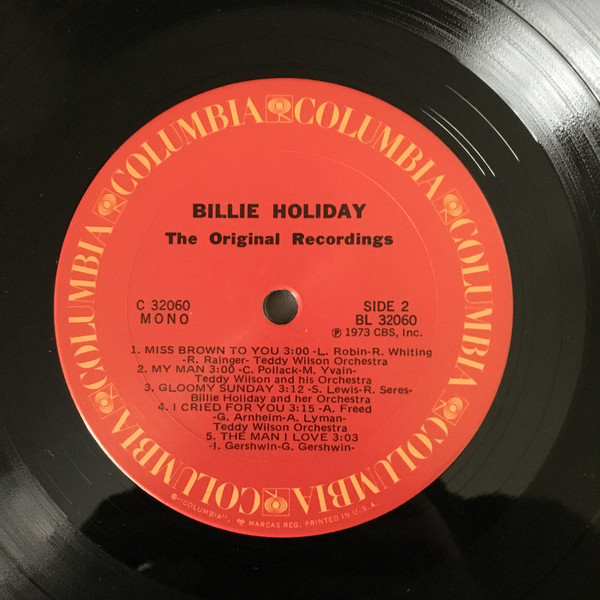 COLUMBIA COLUMBIA COLUMBIA COLUMBIA COLUMBIA COLUMBIA
BILLIE HOLIDAY
The Original Recordings
C 32060
MONO
SIDE 2
BL 32060
Ⓟ 1973 CBS, Inc.
1. MISS BROWN TO YOU 3:00 -L. Robin-R. Whiting
-R. Rainger- Teddy Wilson Orchestra
2. MY MAN 3:00 -C. Pollack-M. Yvain-
Teddy Wilson and his Orchestra
3. GLOOMY SUNDAY 3:12 -S. Lewis-R. Seres-
Billie Holiday and her Orchestra
4. I CRIED FOR YOU 3:15 -A. Freed
-G. Arnheim-A. Lyman-
Teddy Wilson Orchestra
5. THE MAN I LOVE 3:03
-I. Gershwin-G. Gershwin-
®"COLUMBIA", MARCAS REG. PRINTED IN U.S.A.